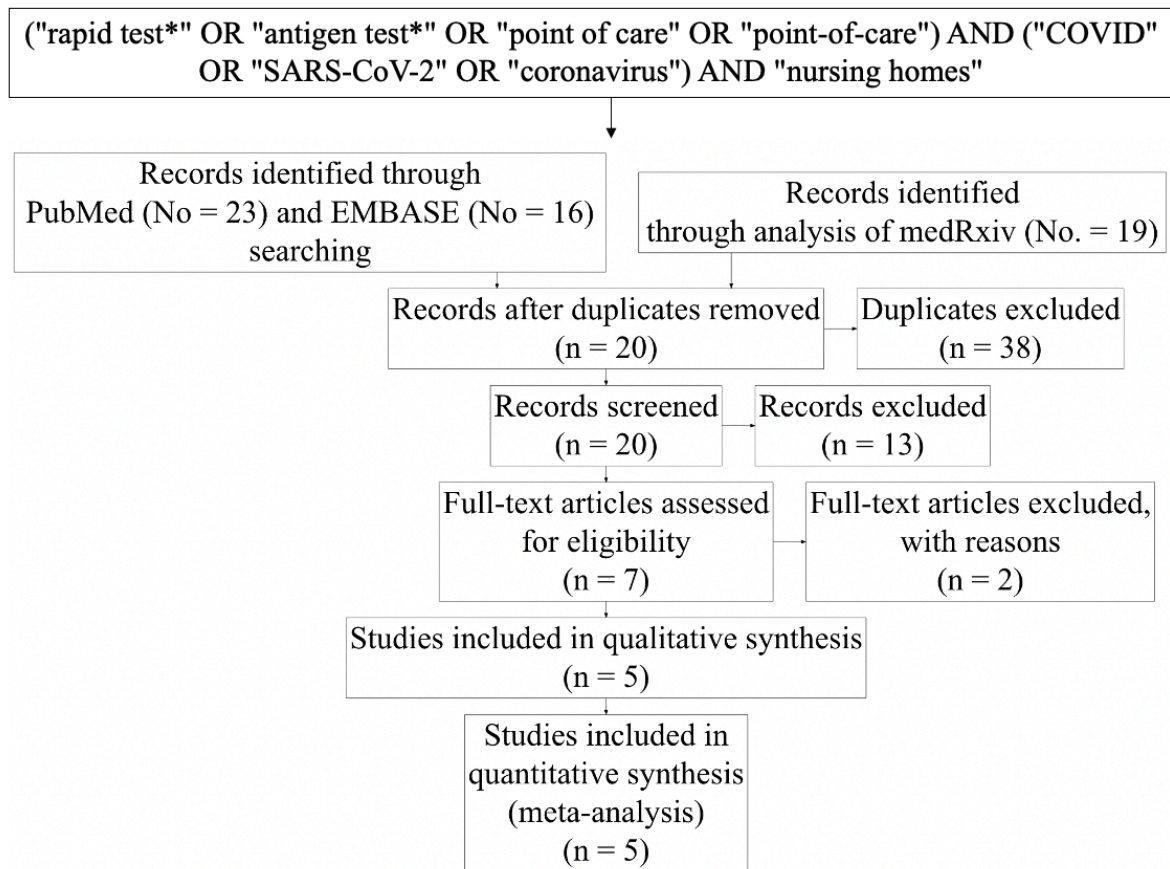 ("rapid test*" OR "antigen test*" OR "point of care" OR "point-of-care") AND ("COVID"
OR "SARS-CoV-2" OR "coronavirus") AND "nursing homes"
Records identified through
PubMed (No = 23) and EMBASE (No = 16)
searching
Records identified
through analysis of medRxiv (No. = 19)
Records after duplicates removed
(n = 20)
Duplicates excluded
(n = 38)
Records screened
(n = 20)
Records excluded
(n = 13)
Full-text articles assessed
for eligibility
(n = 7)
Full-text articles excluded,
with reasons
(n = 2)
Studies included in qualitative synthesis
(n = 5)
Studies included in
quantitative synthesis
(meta-analysis)
(n = 5)